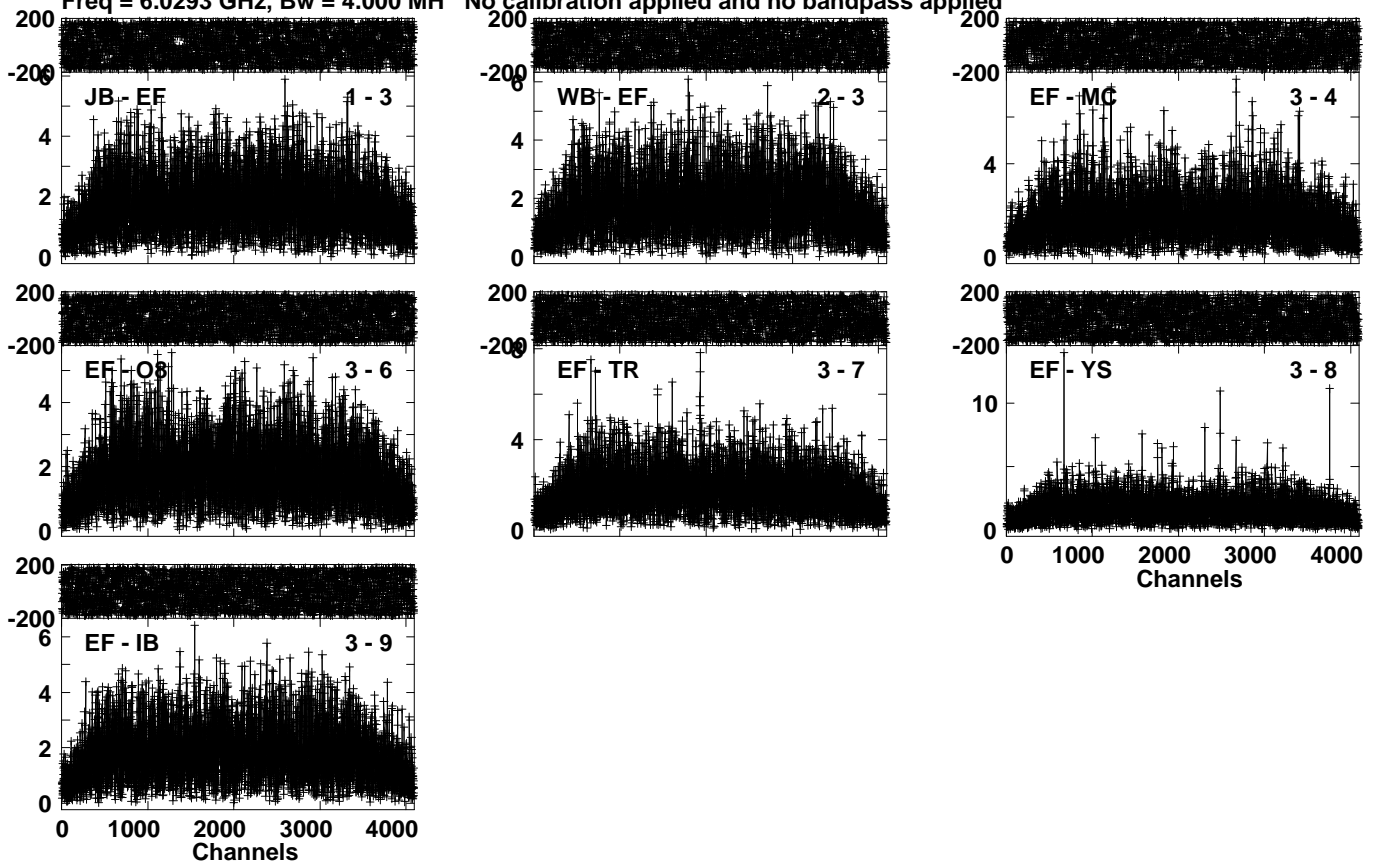 Freq = 6.0293 GHz, Bw = 4.000 MH No calibration applied and no bandpass applied
200 200 200
-200 -200 -200
6 6
JB - EF 1 - 3 WB - EF 2 - 3 EF - MC 3 - 4
4 4 4
2 2
0 0 0
200 200 200
-200 -200 -200
8
EF - O8 3 - 6 EF - TR 3 - 7 EF - YS 3 - 8
4 4 10
2
0 0 0
0 1000 2000 3000 4000
Channels
200
-200
6
EF - IB 3 - 9
4
2
0
0 1000 2000 3000 4000
Channels